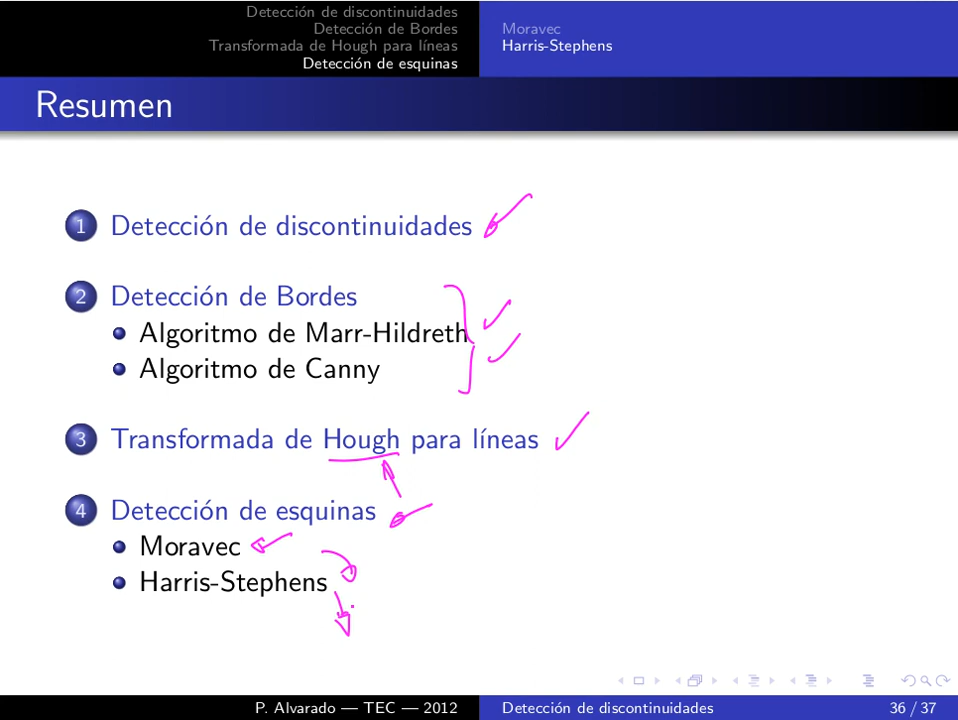 Detección de discontinuidades
Detección de Bordes
Transformada de Hough para líneas
Detección de esquinas
Moravec
Harris-Stephens
Resumen
1 Detección de discontinuidades
2 Detección de Bordes
Algoritmo de Marr-Hildreth
Algoritmo de Canny
3 Transformada de Hough para líneas
4 Detección de esquinas
Moravec
Harris-Stephens
P. Alvarado — TEC — 2012
Detección de discontinuidades
36 / 37